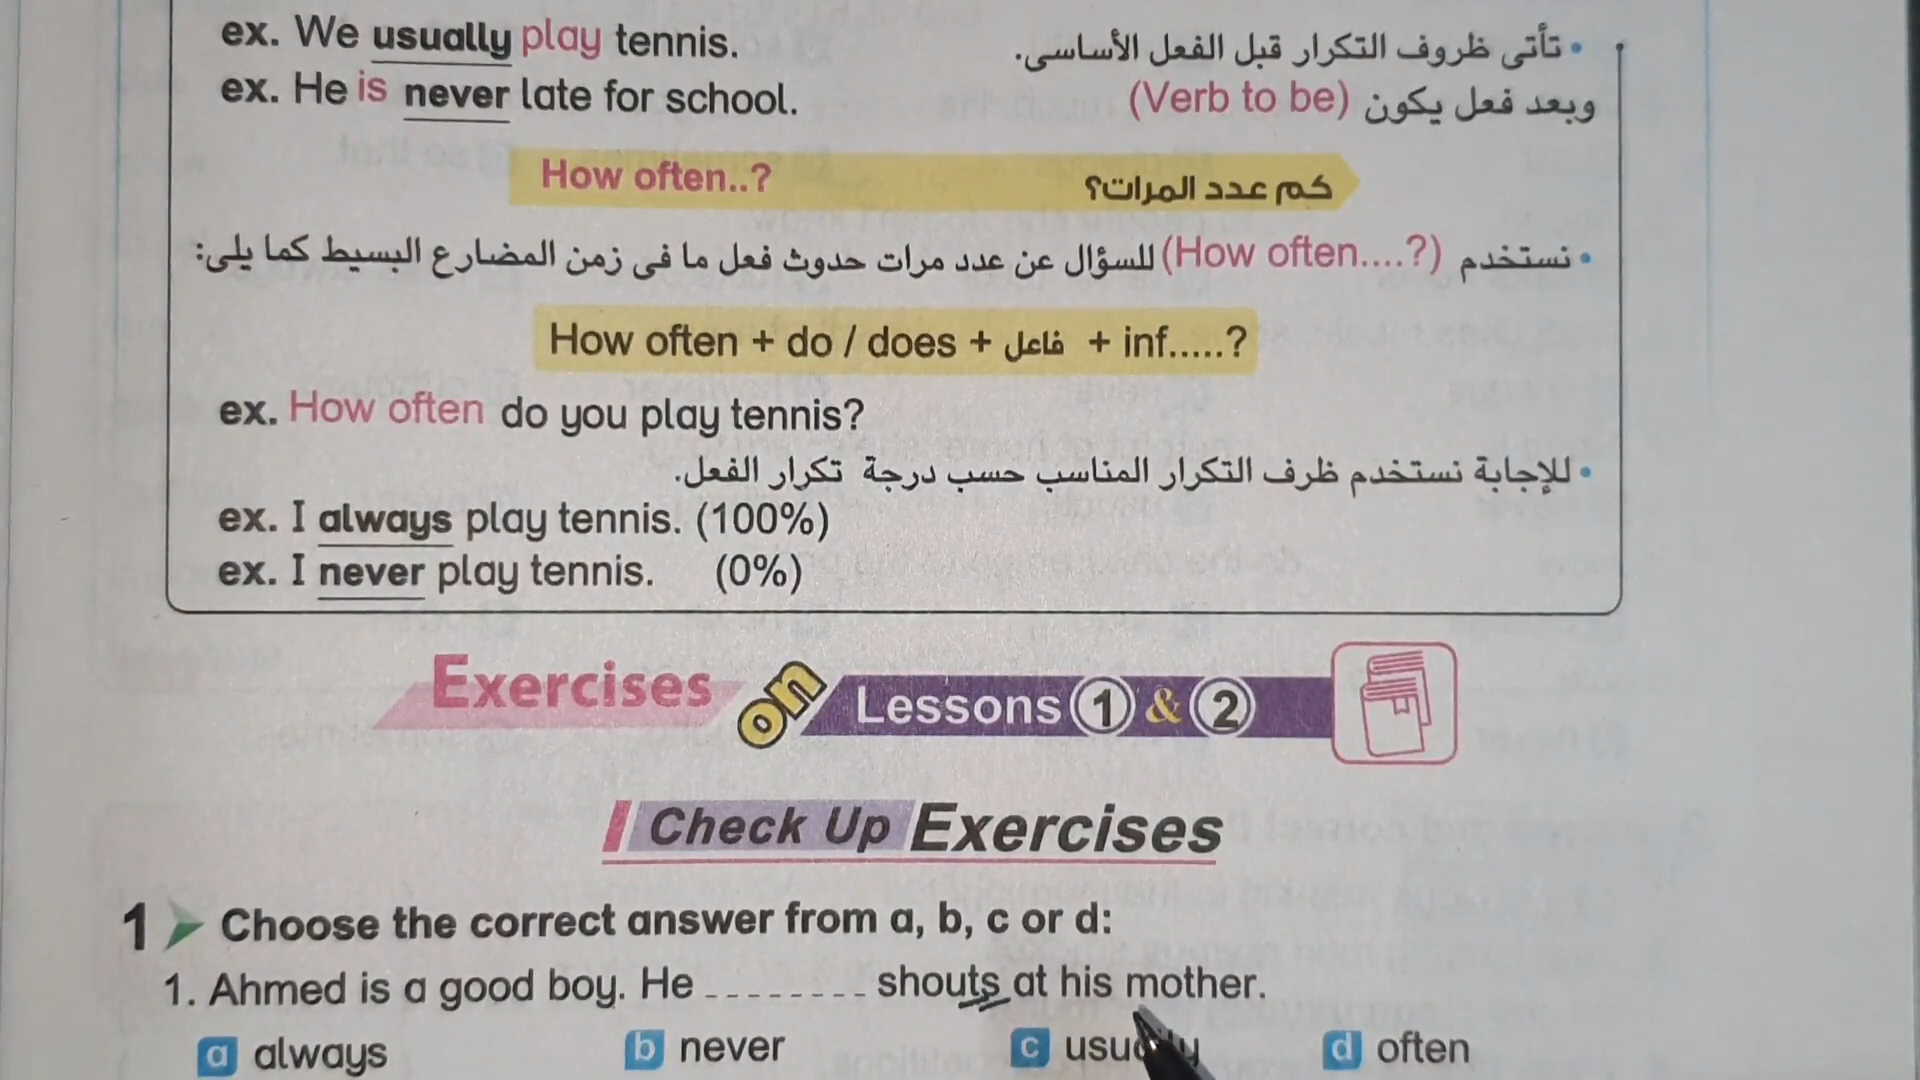 ex. We usually play tennis.
• تأتى ظروف التكرار قبل الفعل الأساسى.
ex. He is never late for school.
وبعد فعل يكون (Verb to be)
How often..? كم عدد المرات؟
• نستخدم (How often....?) للسؤال عن عدد مرات حدوث فعل ما فى زمن المضارع البسيط كما يلى:
How often + do / does + فاعل + inf.....?
ex. How often do you play tennis?
• للإجابة نستخدم ظرف التكرار المناسب حسب درجة تكرار الفعل.
ex. I always play tennis. (100%)
ex. I never play tennis. (0%)
Exercises on Lessons 1 & 2
Check Up Exercises
1 Choose the correct answer from a, b, c or d:
1. Ahmed is a good boy. He -------- shouts at his mother.
a always b never c usually d often